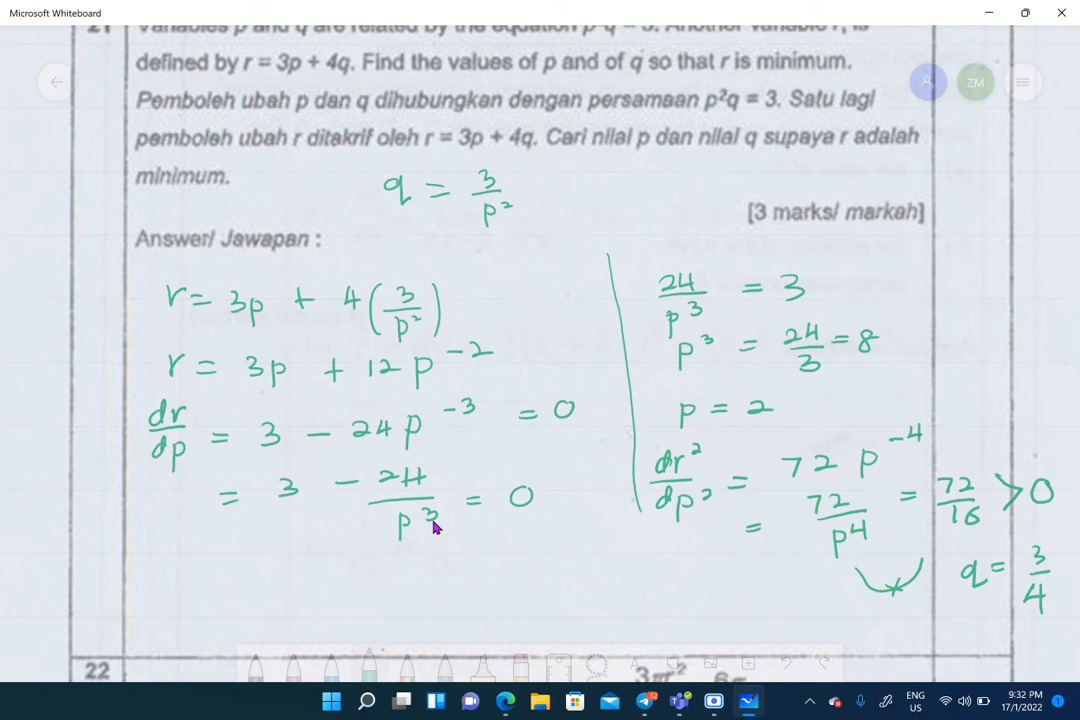 Microsoft Whiteboard
defined by r = 3p + 4q. Find the values of p and of q so that r is minimum.
ZM
Pemboleh ubah p dan q dihubungkan dengan persamaan p²q = 3. Satu lagi
pemboleh ubah r ditakrif oleh r = 3p + 4q. Cari nilai p dan nilai q supaya r adalah
minimum.
q = 3/p²
[3 marks/ markah]
Answer/ Jawapan :
r = 3p + 4(3/p²)
r = 3p + 12p⁻²
dr/dp = 3 - 24p⁻³ = 0
= 3 - 24/p³ = 0
24/p³ = 3
p³ = 24/3 = 8
p = 2
dr²/dp² = 72p⁻⁴
= 72/p⁴ = 72/16 > 0
q = 3/4
22
ENG
US
9:32 PM
17/1/2022